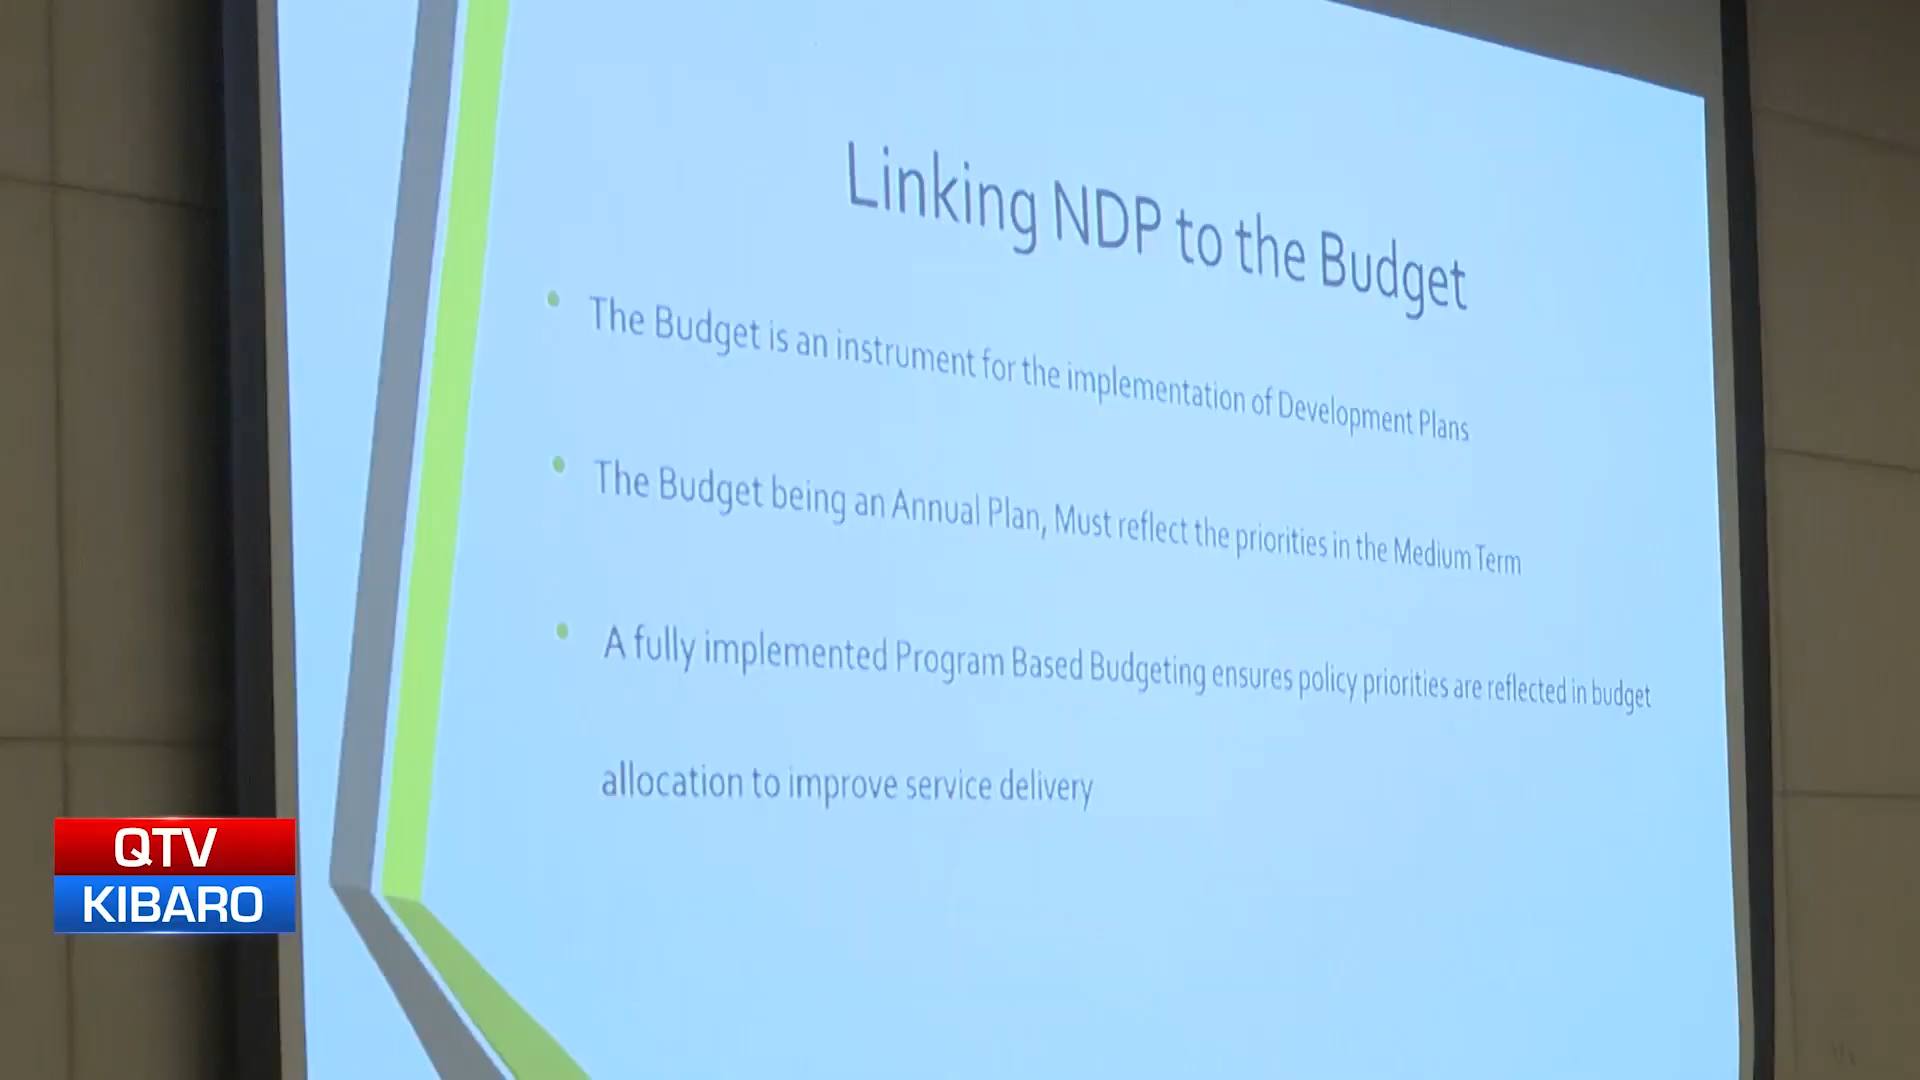 Linking NDP to the Budget
• The Budget is an instrument for the implementation of Development Plans
• The Budget being an Annual Plan, Must reflect the priorities in the Medium Term
• A fully implemented Program Based Budgeting ensures policy priorities are reflected in budget
allocation to improve service delivery
QTV
KIBARO